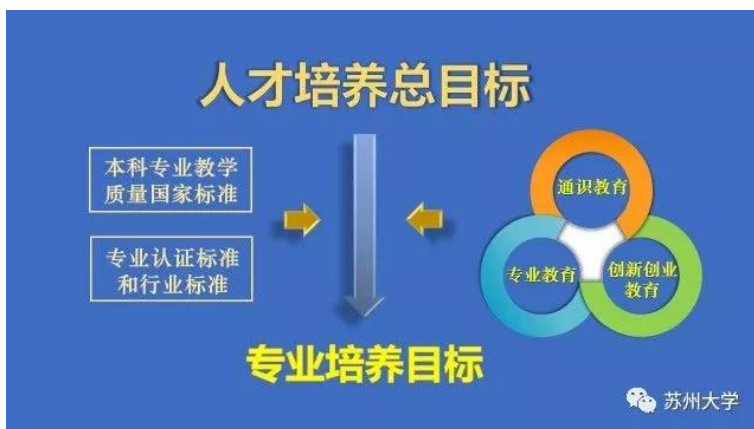 人才培养总目标
本科专业教学
质量国家标准
专业认证标准
和行业标准
通识教育
专业教育
创新创业
教育
专业培养目标
苏州大学